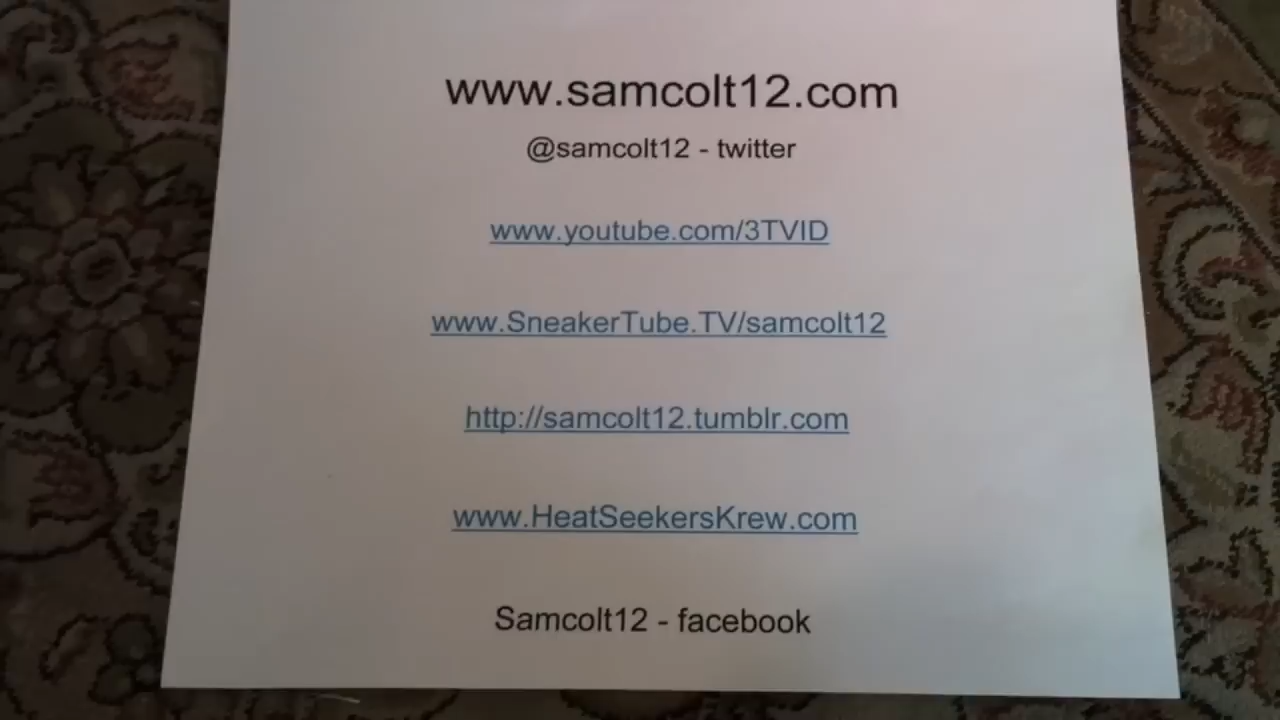 www.samcolt12.com
@samcolt12 - twitter
www.youtube.com/3TVID
www.SneakerTube.TV/samcolt12
http://samcolt12.tumblr.com
www.HeatSeekersKrew.com
Samcolt12 - facebook